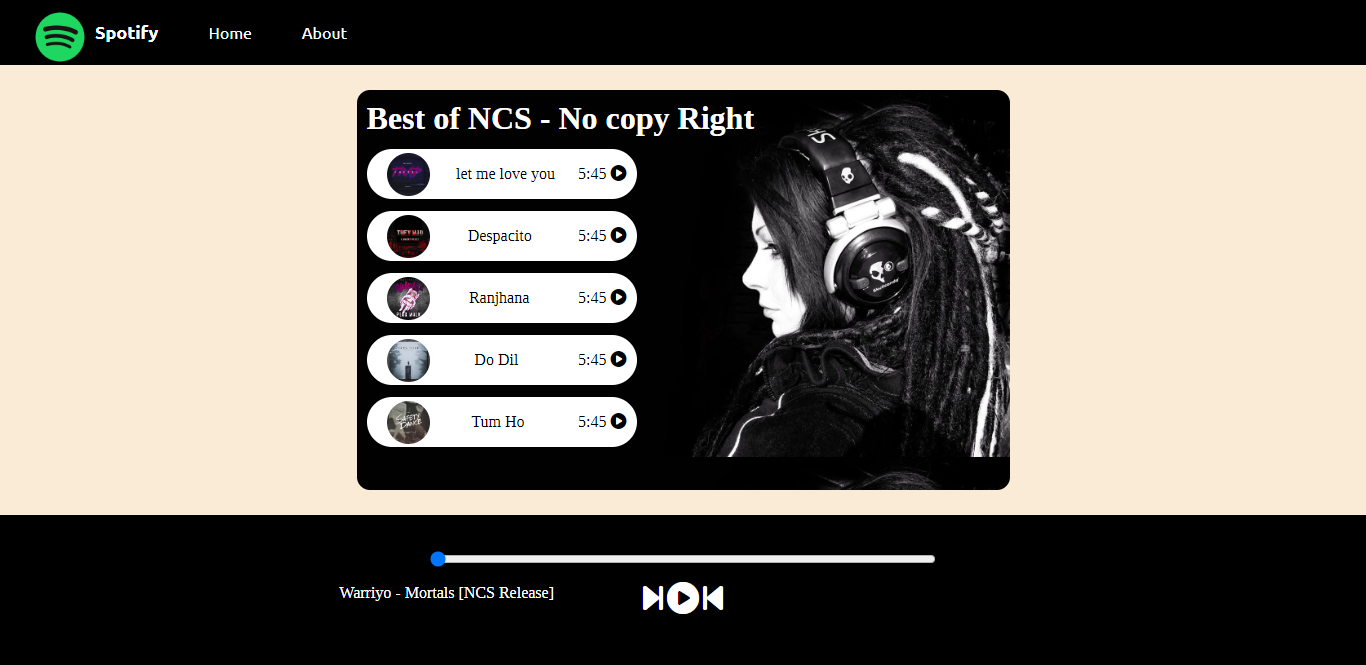 Spotify Home About
Best of NCS - No copy Right
let me love you 5:45
Despacito 5:45
Ranjhana 5:45
Do Dil 5:45
Tum Ho 5:45
Warriyo - Mortals [NCS Release]